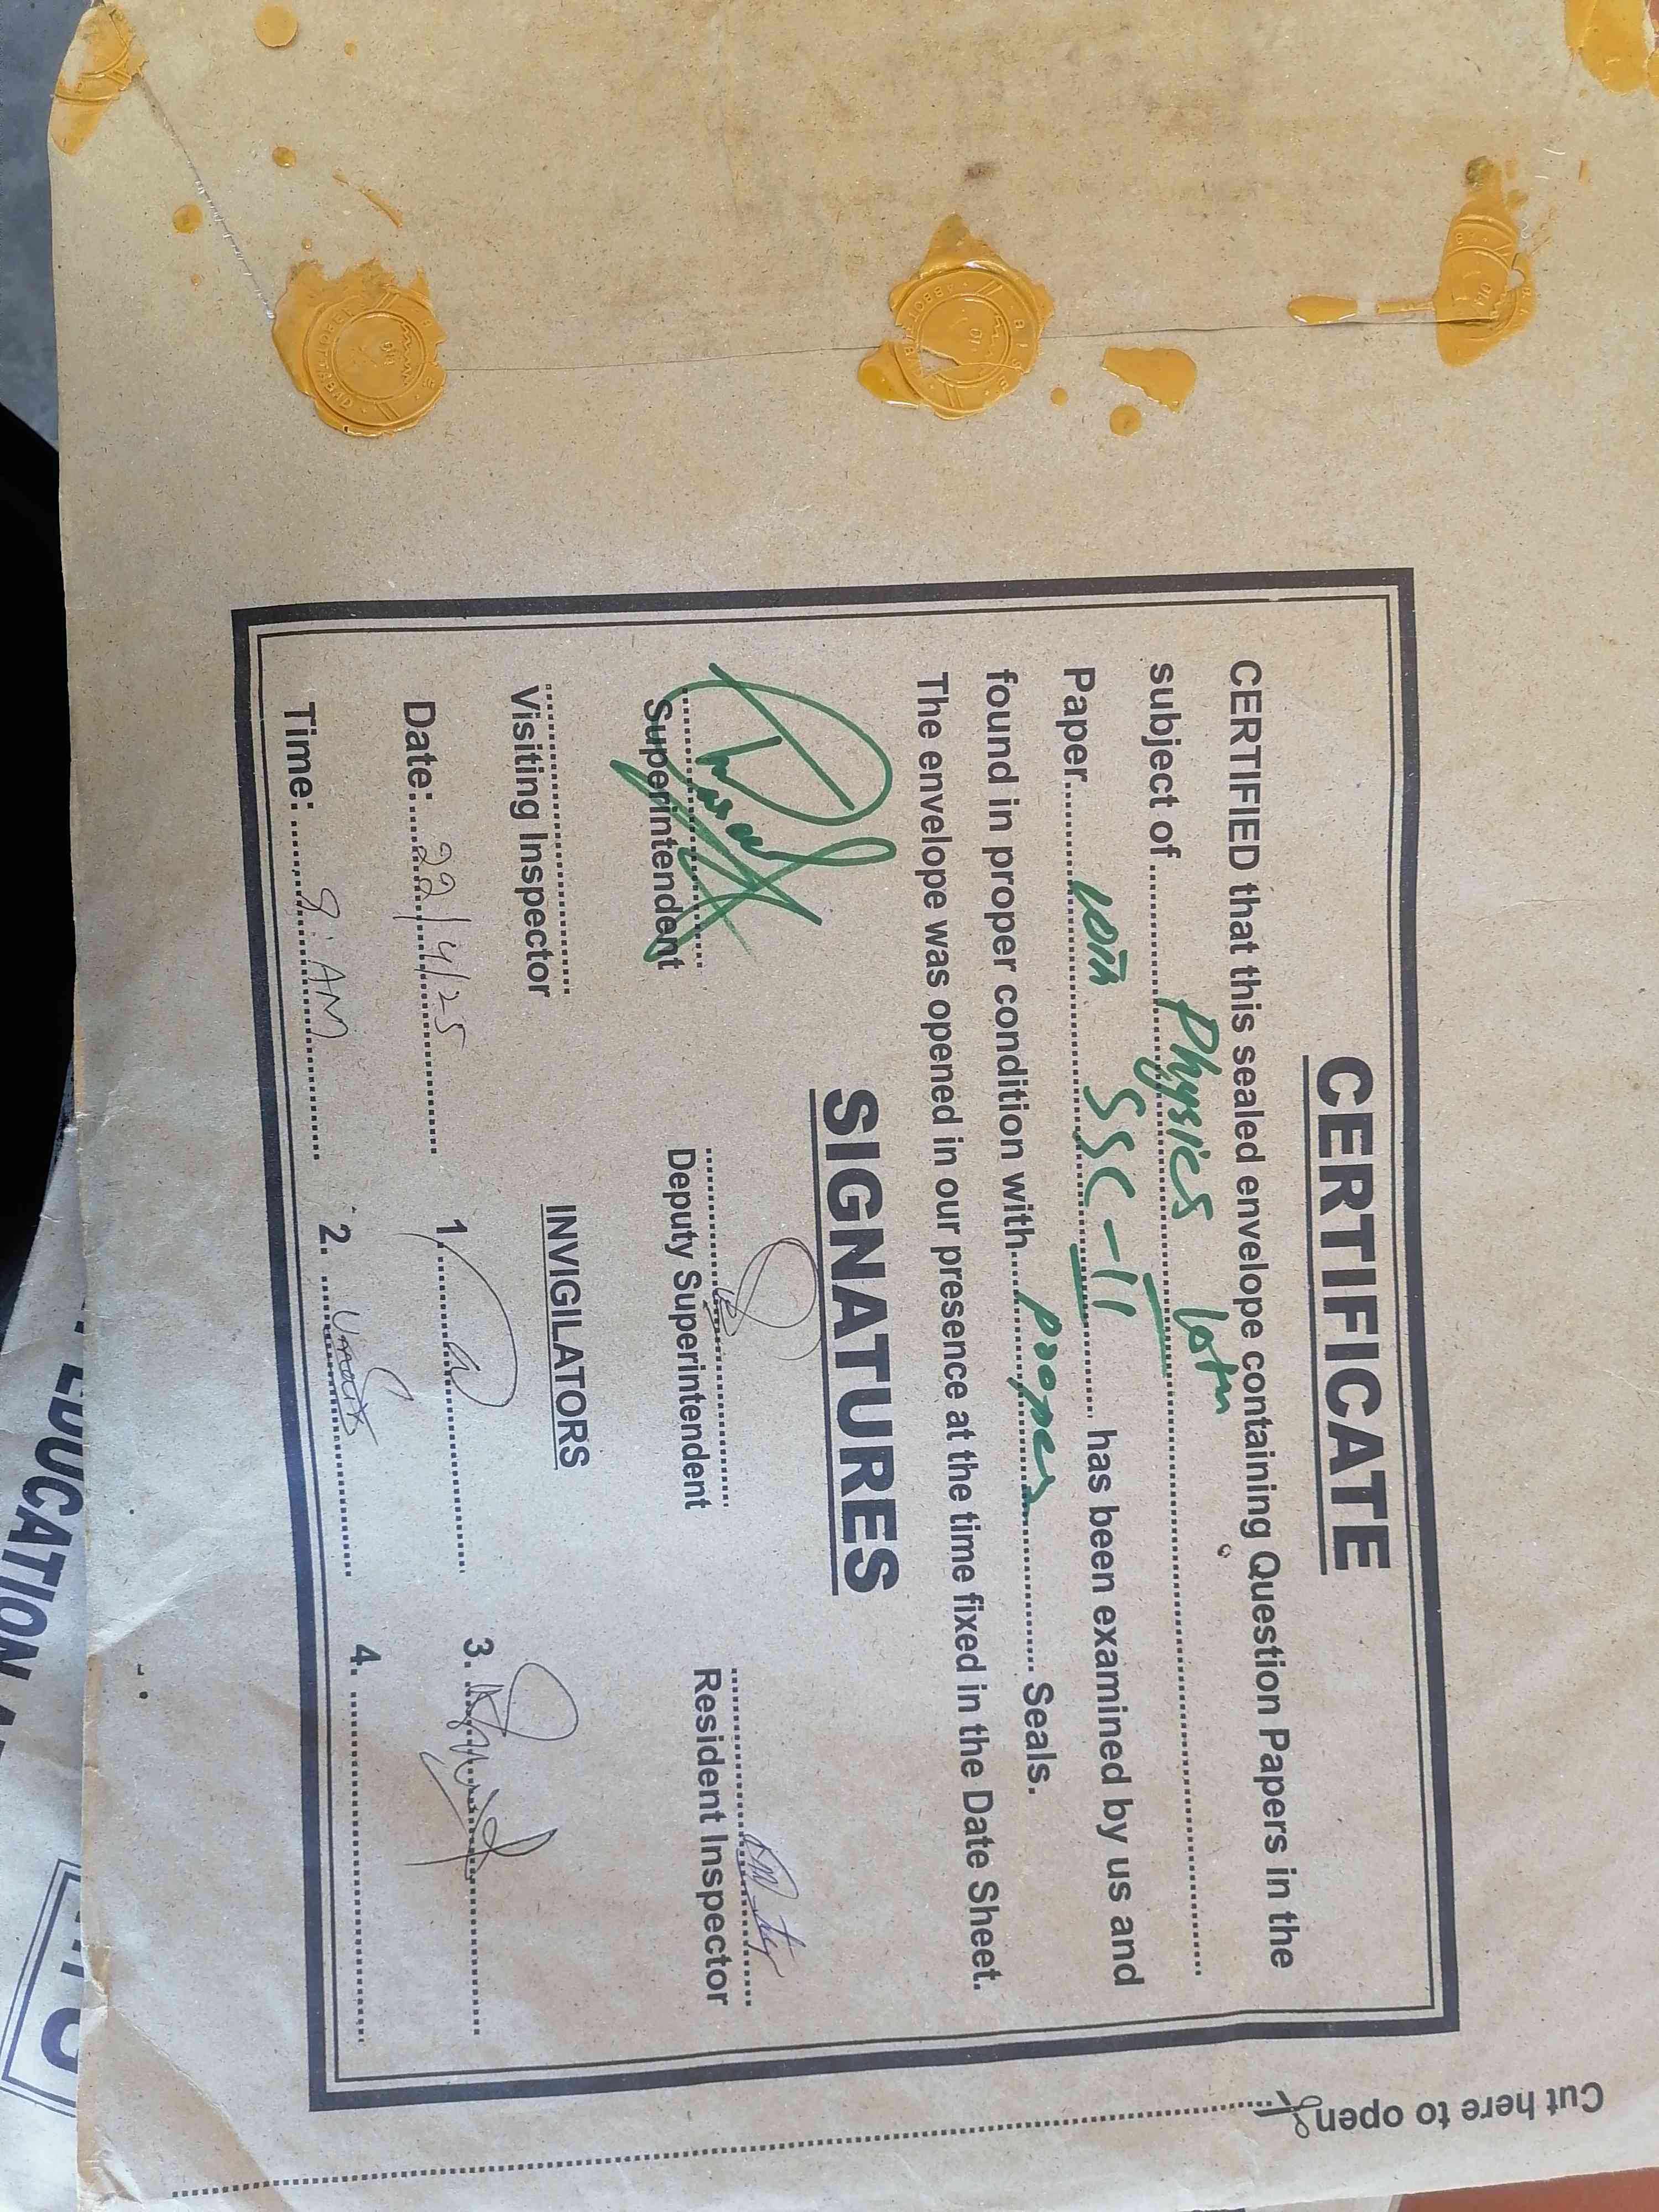 CERTIFICATE
CERTIFIED that this sealed envelope containing Question Papers in the
subject of Physics 10th
Paper 10th SSC-II has been examined by us and
found in proper condition with proper Seals.
The envelope was opened in our presence at the time fixed in the Date Sheet.
SIGNATURES
Superintendent
Deputy Superintendent
Resident Inspector
Visiting Inspector
INVIGILATORS
Date: 22/4/25
1.
3.
Time: 9:AM
2.
4.
Cut here to open
EDUCATION